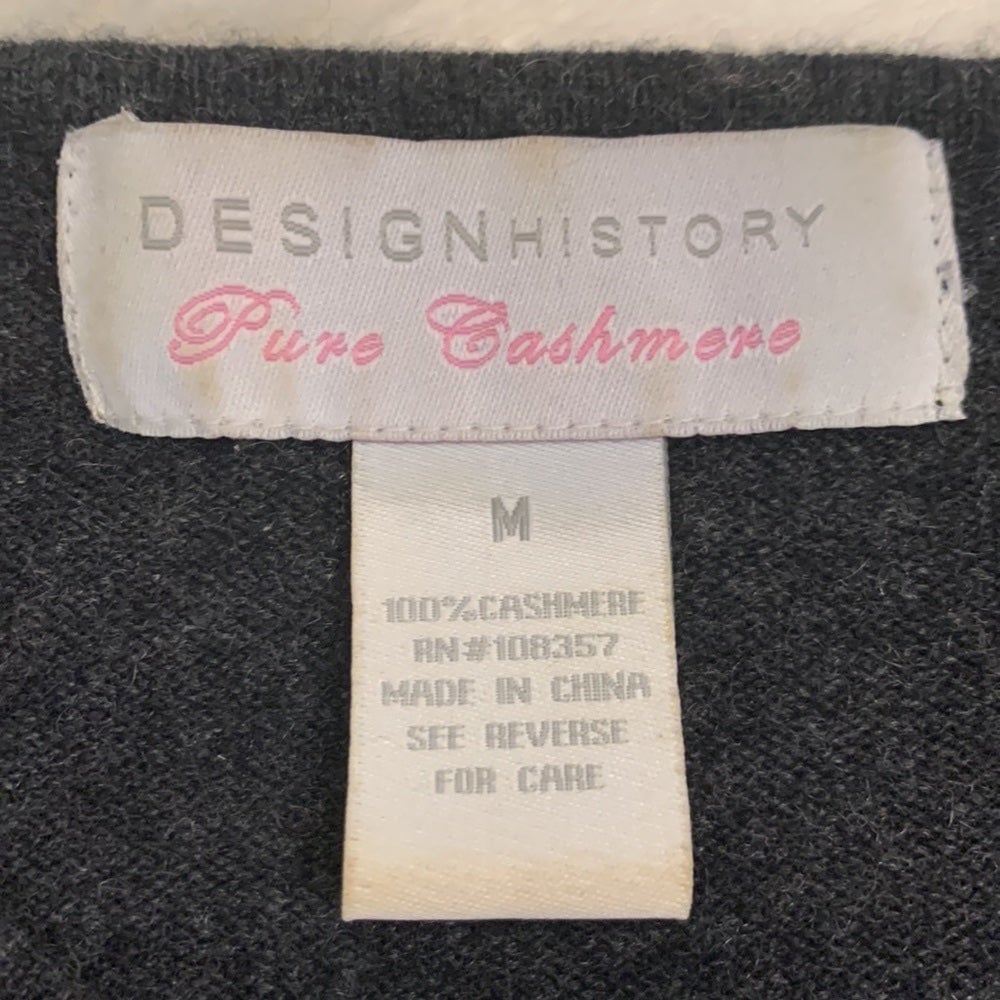 DESIGNHISTORY
Pure Cashmere
M
100%CASHMERE
RN#108357
MADE IN CHINA
SEE REVERSE
FOR CARE